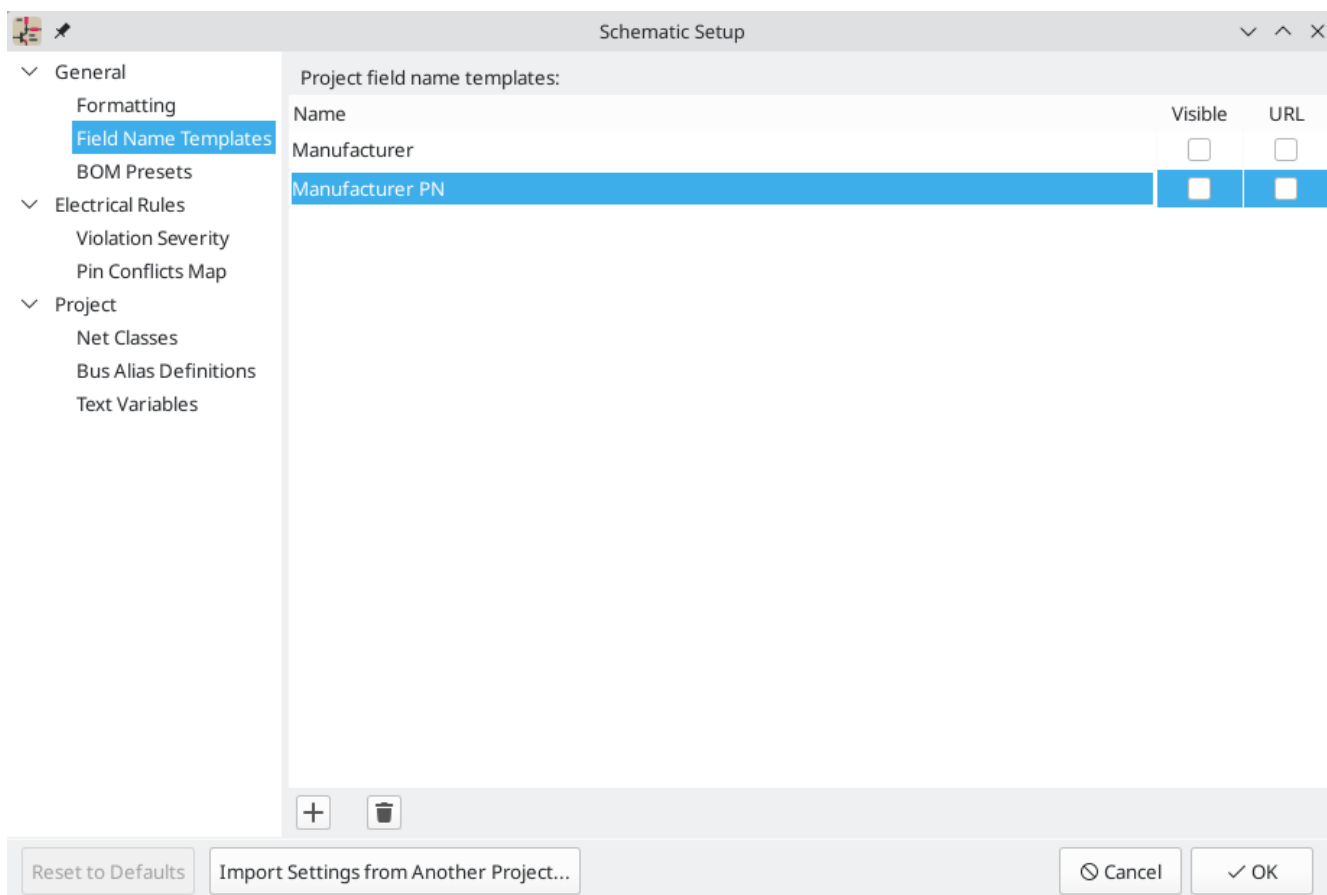 Schematic Setup
General
Formatting
Field Name Templates
BOM Presets
Electrical Rules
Violation Severity
Pin Conflicts Map
Project
Net Classes
Bus Alias Definitions
Text Variables
Project field name templates:
Name Visible URL
Manufacturer
Manufacturer PN
Reset to Defaults Import Settings from Another Project... Cancel OK